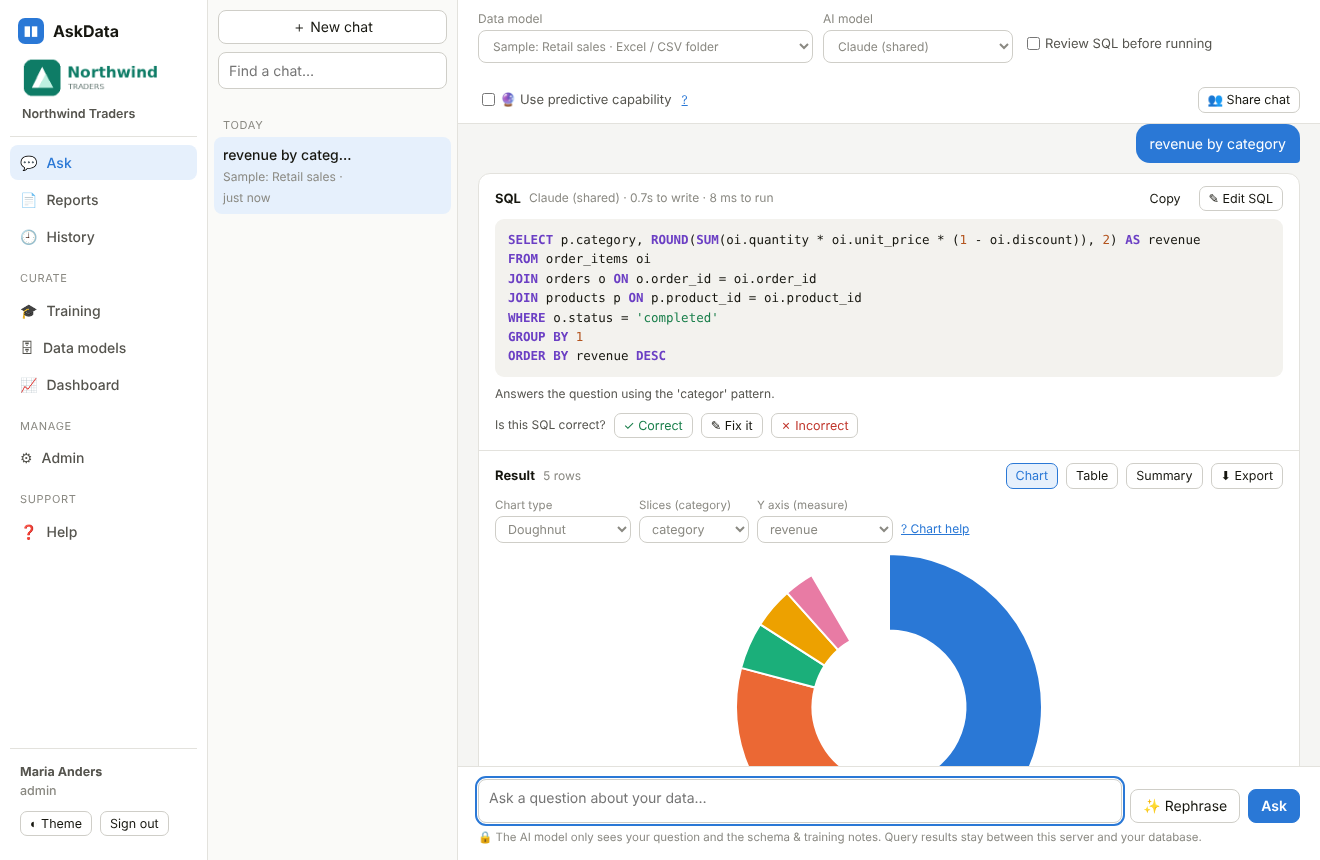 AskData
Northwind
TRADERS
Northwind Traders
💬 Ask
📄 Reports
🕘 History
CURATE
🎓 Training
🗄 Data models
📈 Dashboard
MANAGE
⚙ Admin
SUPPORT
❓ Help
Maria Anders
admin
Theme
Sign out
+ New chat
Find a chat...
TODAY
revenue by categ...
Sample: Retail sales ·
just now
Data model
Sample: Retail sales · Excel / CSV folder
AI model
Claude (shared)
Review SQL before running
🔮 Use predictive capability ?
👥 Share chat
revenue by category
SQL Claude (shared) · 0.7s to write · 8 ms to run
Copy
✎ Edit SQL
SELECT p.category, ROUND(SUM(oi.quantity * oi.unit_price * (1 - oi.discount)), 2) AS revenue
FROM order_items oi
JOIN orders o ON o.order_id = oi.order_id
JOIN products p ON p.product_id = oi.product_id
WHERE o.status = 'completed'
GROUP BY 1
ORDER BY revenue DESC
Answers the question using the 'categor' pattern.
Is this SQL correct? ✓ Correct ✎ Fix it ✕ Incorrect
Result 5 rows
Chart
Table
Summary
⬇ Export
Chart type
Slices (category)
Y axis (measure)
Doughnut
category
revenue
? Chart help
Ask a question about your data...
✨ Rephrase
Ask
🔒 The AI model only sees your question and the schema & training notes. Query results stay between this server and your database.